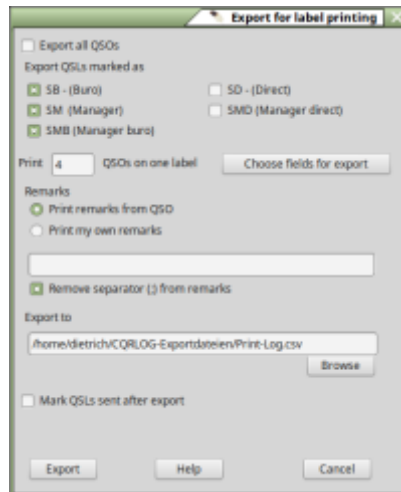 Export for label printing
Export all QSOs
Export QSLs marked as
SB - (Buro) SD - (Direct)
SM (Manager) SMD (Manager direct)
SMB (Manager buro)
Print 4 QSOs on one label Choose fields for export
Remarks
Print remarks from QSO
Print my own remarks
Remove separator (;) from remarks
Export to
/home/dietrich/CQRLOG-Exportdateien/Print-Log.csv
Browse
Mark QSLs sent after export
Export Help Cancel